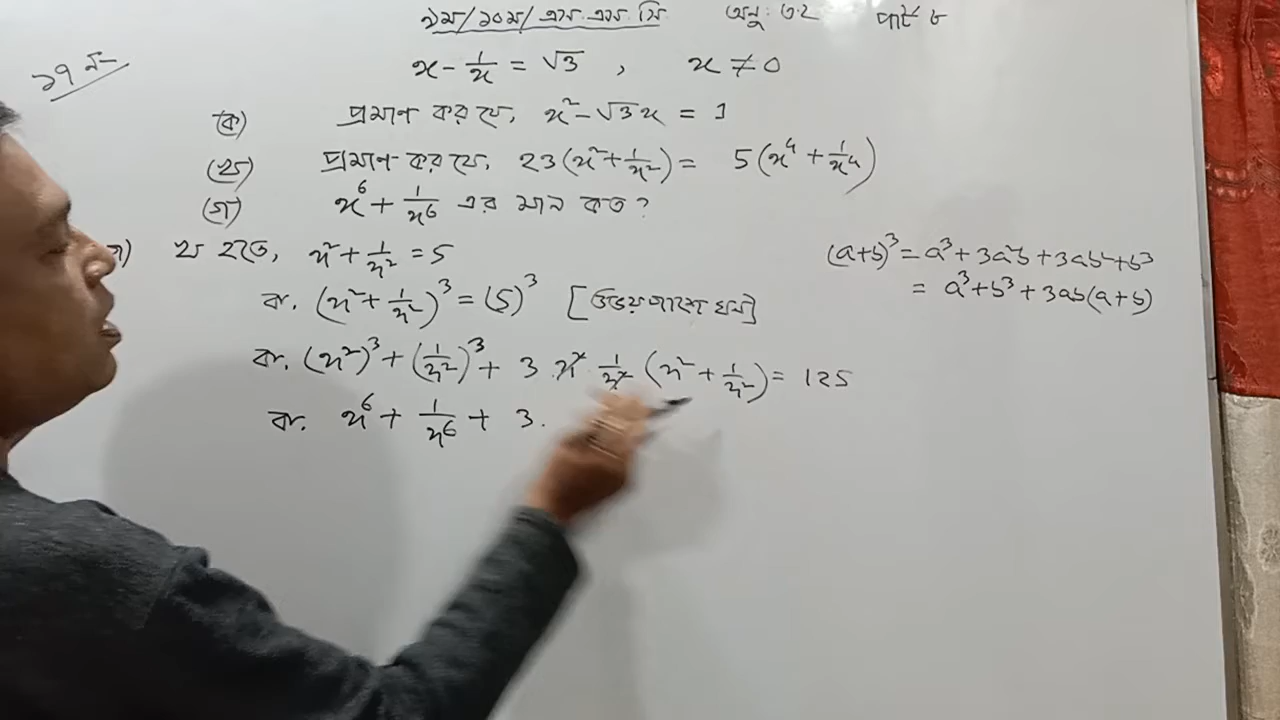 ৯ম/১০ম/এস.এস.সি অনু: ৩.২ পার্ট ৮
১৭ নং
x - 1/x = √3 , x ≠ 0
(ক) প্রমাণ কর যে, x² - √3x = 1
(খ) প্রমাণ কর যে, 23(x² + 1/x²) = 5(x⁴ + 1/x⁴)
(গ) x⁶ + 1/x⁶ এর মান কত?
গ) খ হতে, x² + 1/x² = 5
বা, (x² + 1/x²)³ = (5)³ [উভয়পাশে ঘন]
বা, (x²)³ + (1/x²)³ + 3.x².1/x² (x² + 1/x²) = 125
বা, x⁶ + 1/x⁶ + 3.
(a+b)³ = a³ + 3a²b + 3ab² + b³
= a³ + b³ + 3ab(a+b)